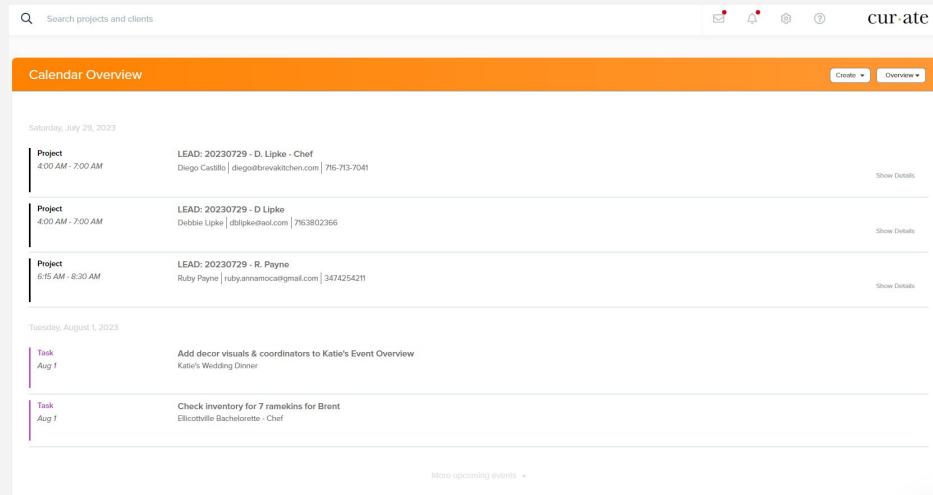 Search projects and clients
cur·ate
Calendar Overview
Create
Overview
Saturday, July 29, 2023
Project
4:00 AM - 7:00 AM
LEAD: 20230729 - D. Lipke - Chef
Diego Castillo | diego@brevakitchen.com | 716-713-7041
Show Details
Project
4:00 AM - 7:00 AM
LEAD: 20230729 - D Lipke
Debbie Lipke | dblipke@aol.com | 7163802366
Show Details
Project
6:15 AM - 8:30 AM
LEAD: 20230729 - R. Payne
Ruby Payne | ruby.annamoca@gmail.com | 3474254211
Show Details
Tuesday, August 1, 2023
Task
Aug 1
Add decor visuals & coordinators to Katie's Event Overview
Katie's Wedding Dinner
Task
Aug 1
Check inventory for 7 ramekins for Brent
Ellicottville Bachelorette - Chef
More upcoming events